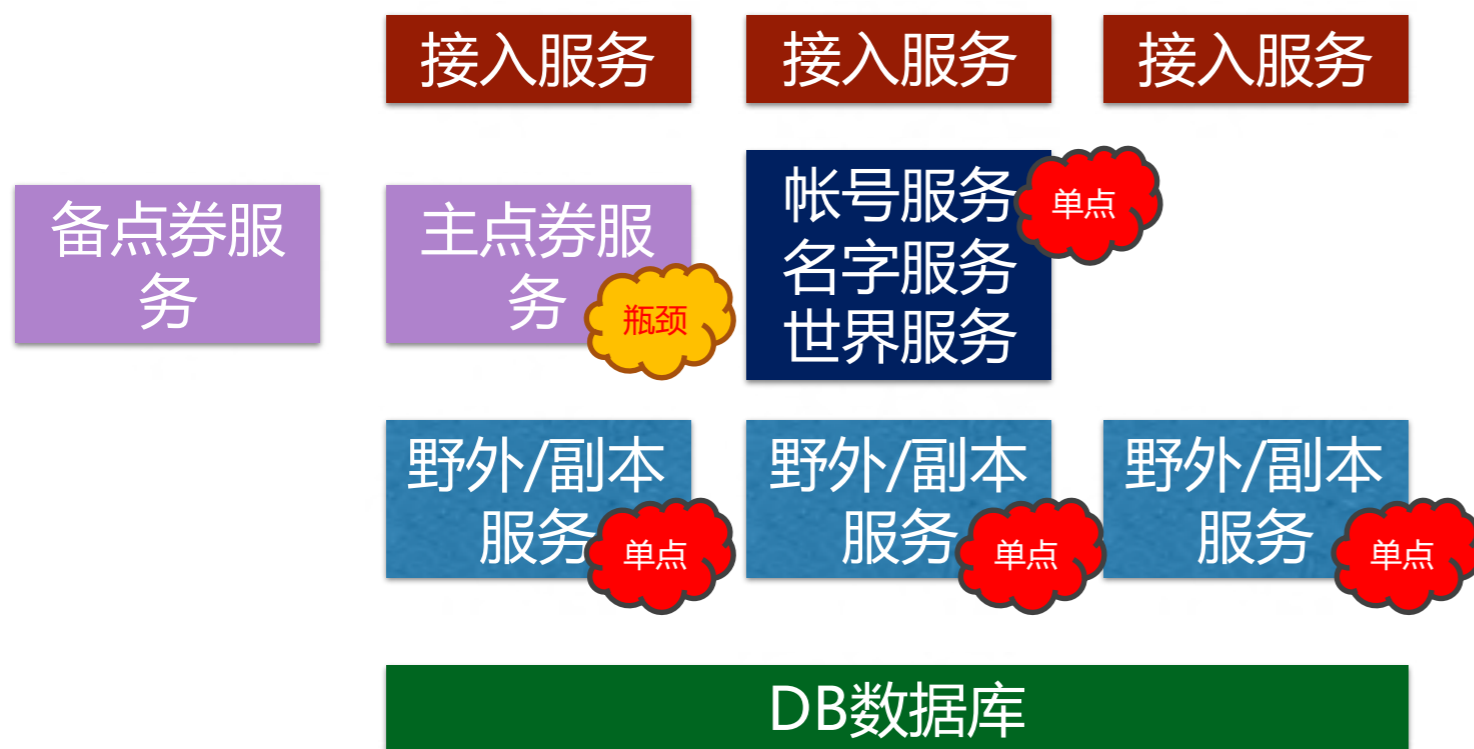 接入服务
接入服务
接入服务
备点券服
务
主点券服
务
瓶颈
帐号服务
名字服务
世界服务
单点
野外/副本
服务
单点
野外/副本
服务
单点
野外/副本
服务
单点
DB数据库